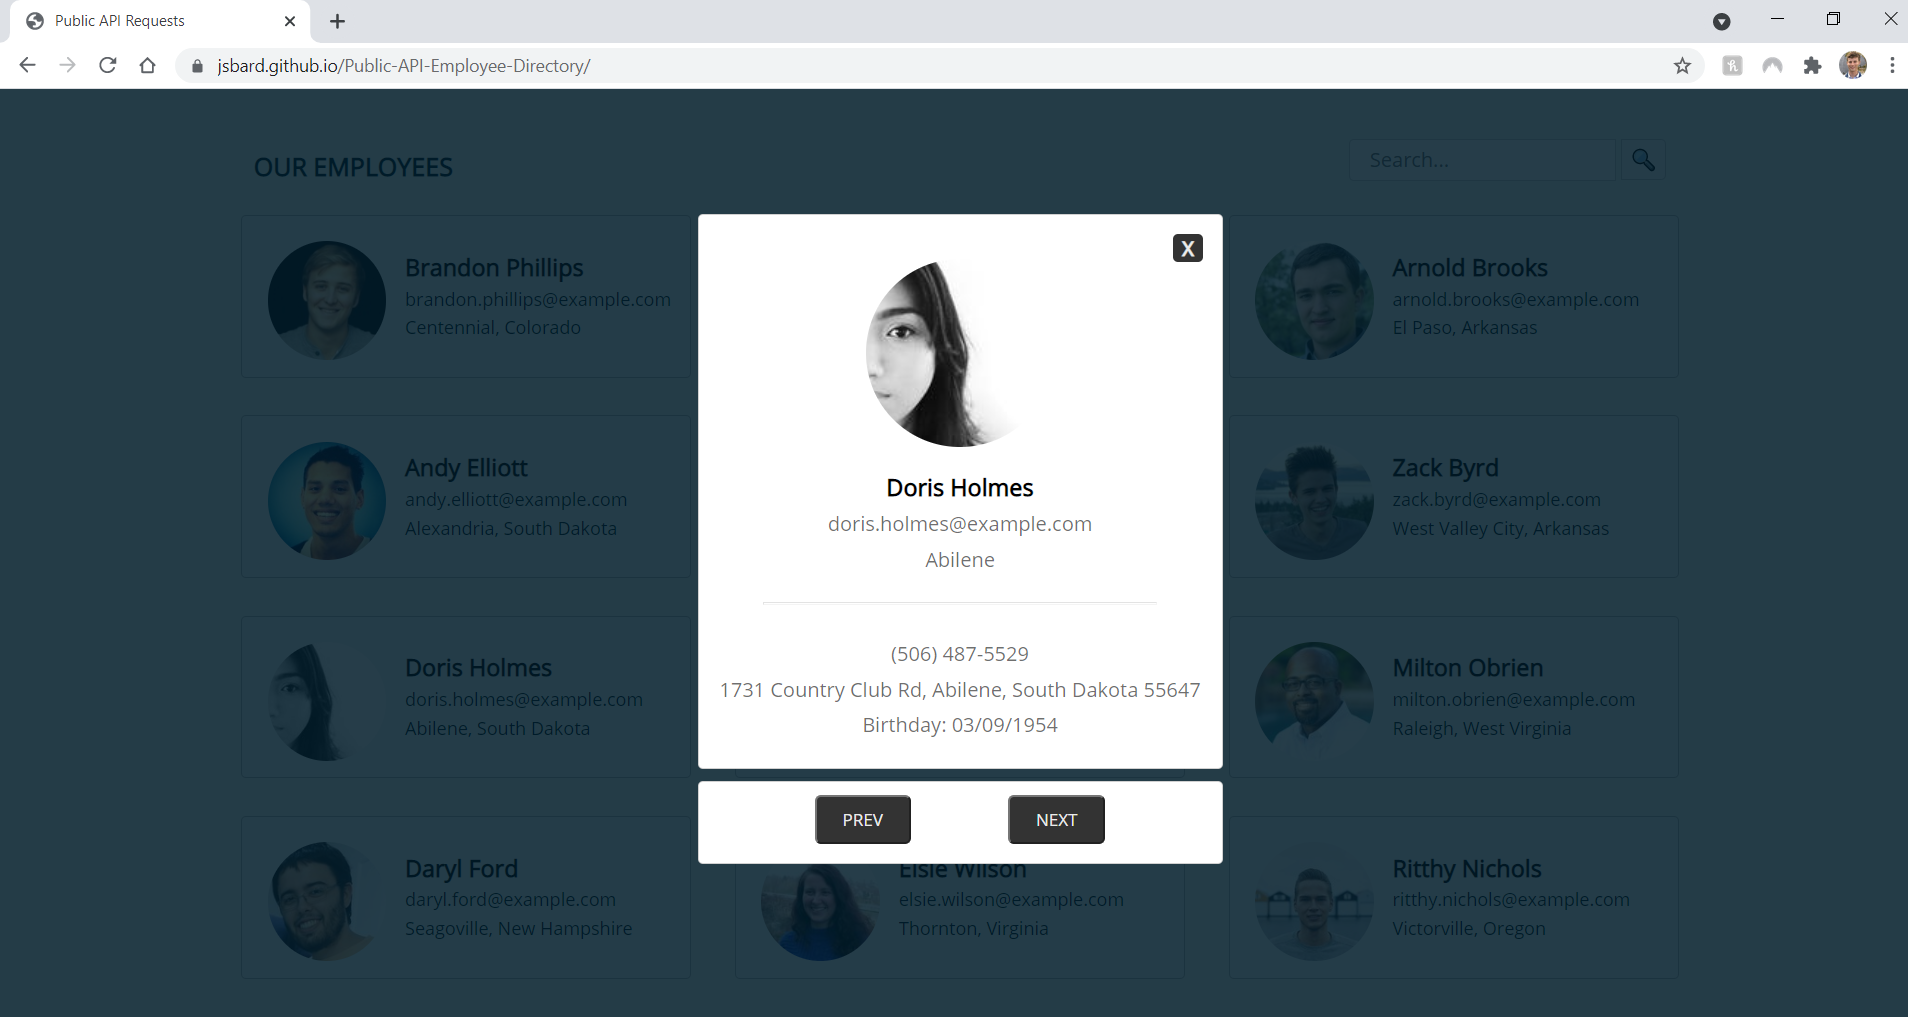 Public API Requests
jsbard.github.io/Public-API-Employee-Directory/
OUR EMPLOYEES
Search...
Brandon Phillips
brandon.phillips@example.com
Centennial, Colorado
Arnold Brooks
arnold.brooks@example.com
El Paso, Arkansas
Andy Elliott
andy.elliott@example.com
Alexandria, South Dakota
Zack Byrd
zack.byrd@example.com
West Valley City, Arkansas
Doris Holmes
doris.holmes@example.com
Abilene, South Dakota
Milton Obrien
milton.obrien@example.com
Raleigh, West Virginia
Daryl Ford
daryl.ford@example.com
Seagoville, New Hampshire
Elsie Wilson
elsie.wilson@example.com
Thornton, Virginia
Ritthy Nichols
ritthy.nichols@example.com
Victorville, Oregon
X
Doris Holmes
doris.holmes@example.com
Abilene
(506) 487-5529
1731 Country Club Rd, Abilene, South Dakota 55647
Birthday: 03/09/1954
PREV
NEXT